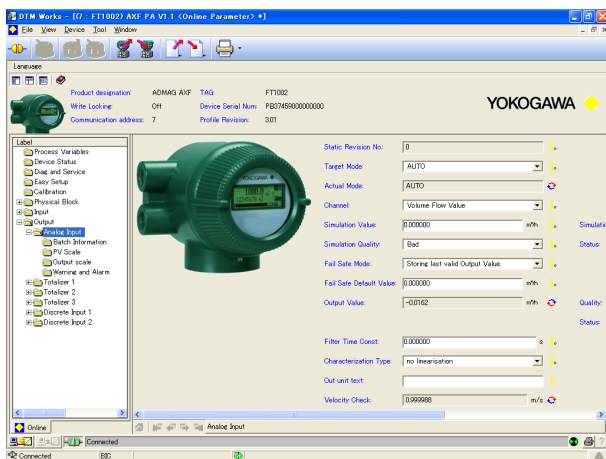 DTM Works - [(7 : FT1002) AXF PA V1.1 <Online Parameter> *]
File View Device Tool Window
Language
Product designation: ADMAG AXF TAG FT1002
Write Locking: Off Device Serial Num: PB37459000000000
Communication address: 7 Profile Revision: 3.01
YOKOGAWA
Label
Process Variables
Device Status
Diag and Service
Easy Setup
Calibration
Physical Block
Input
Output
Analog Input
Batch Information
PV Scale
Output scale
Warning and Alarm
Totalizer 1
Totalizer 2
Totalizer 3
Discrete Input 1
Discrete Input 2
YOKOGAWA
Static Revision No.: 0
Target Mode: AUTO
Actual Mode: AUTO
Channel: Volume Flow Value
Simulation Value: 0.000000 m³/h Simulatio
Simulation Quality: Bad Status:
Fail Safe Mode: Storing last valid Output Value.
Fail Safe Default Value: 0.000000 m³/h
Output Value: -0.0162 m³/h Quality:
Status:
Filter Time Const: 0.000000 s
Characterization Type: no linearisation
Out unit text:
Velocity Check: 0.999988 m/s
Online
Analog Input
Connected
Connected EIC